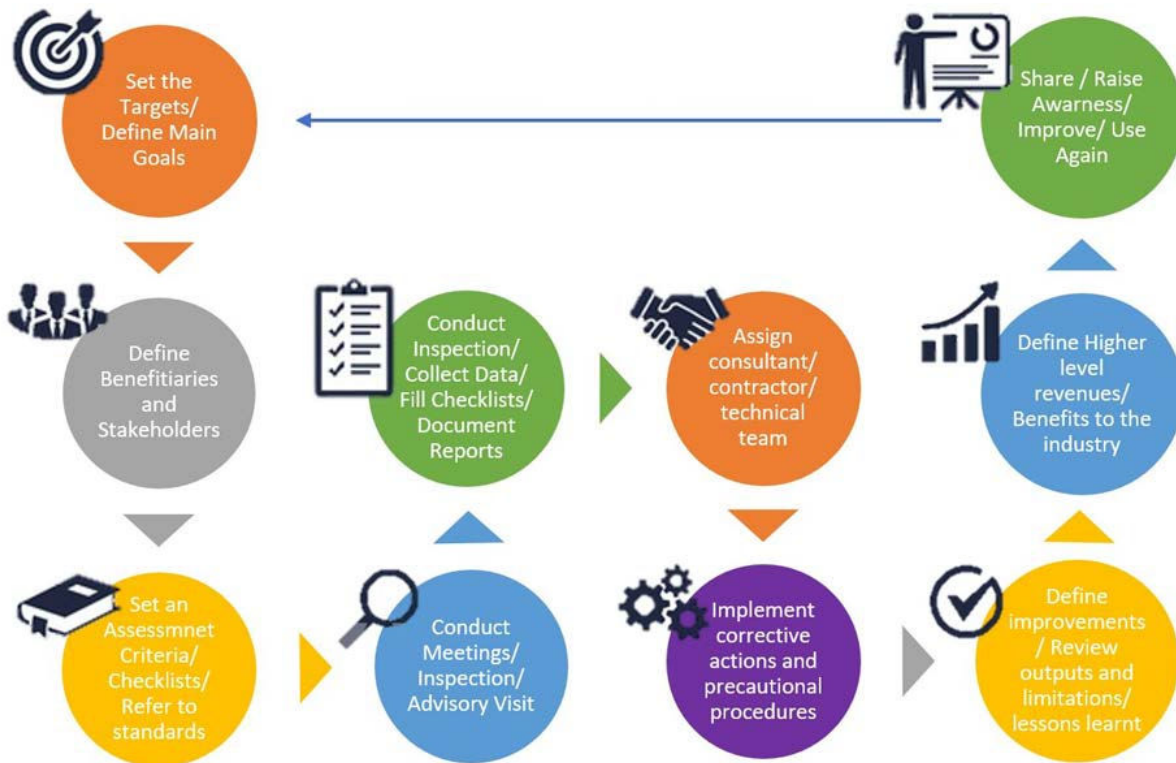 Set the
Targets/
Define Main
Goals
Define
Benefitiaries
and
Stakeholders
Set an
Assessmnet
Criteria/
Checklists/
Refer to
standards
Conduct
Meetings/
Inspection/
Advisory Visit
Conduct
Inspection/
Collect Data/
Fill Checklists/
Document
Reports
Assign
consultant/
contractor/
technical
team
Implement
corrective
actions and
precautional
procedures
Define
improvements
/ Review
outputs and
limitations/
lessons learnt
Define Higher
level
revenues/
Benefits to the
industry
Share / Raise
Awarness/
Improve/ Use
Again